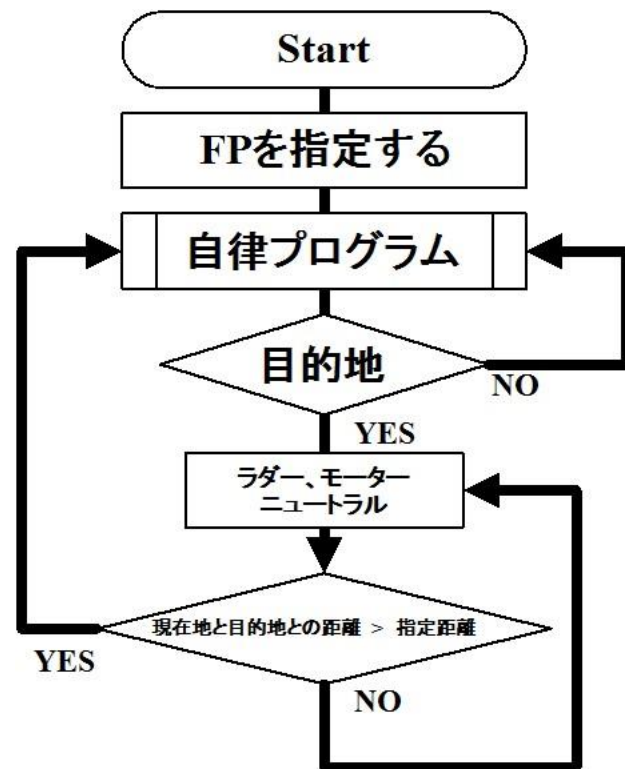 Start
FPを指定する
自律プログラム
目的地
NO
YES
ラダー、モーター
ニュートラル
現在地と目的地との距離 > 指定距離
YES
NO